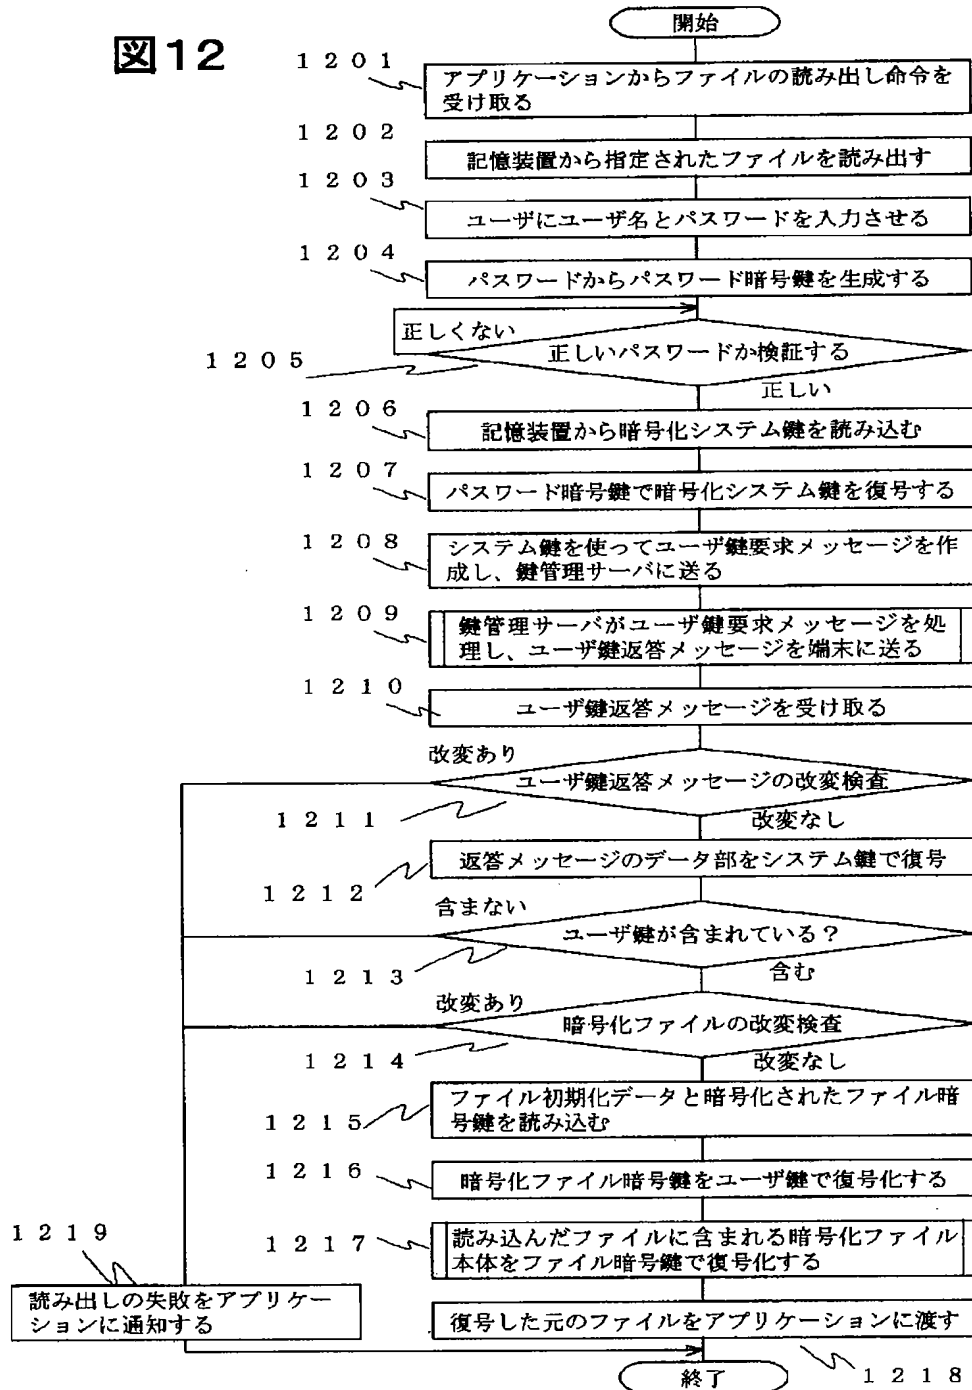 図12
開始
1201
アプリケーションからファイルの読み出し命令を
受け取る
1202
記憶装置から指定されたファイルを読み出す
1203
ユーザにユーザ名とパスワードを入力させる
1204
パスワードからパスワード暗号鍵を生成する
正しくない
1205
正しいパスワードか検証する
正しい
1206
記憶装置から暗号化システム鍵を読み込む
1207
パスワード暗号鍵で暗号化システム鍵を復号する
1208
システム鍵を使ってユーザ鍵要求メッセージを作
成し、鍵管理サーバに送る
1209
鍵管理サーバがユーザ鍵要求メッセージを処
理し、ユーザ鍵返答メッセージを端末に送る
1210
ユーザ鍵返答メッセージを受け取る
改変あり
ユーザ鍵返答メッセージの改変検査
1211
改変なし
返答メッセージのデータ部をシステム鍵で復号
1212
含まない
ユーザ鍵が含まれている？
1213
含む
改変あり
暗号化ファイルの改変検査
1214
改変なし
ファイル初期化データと暗号化されたファイル暗
号鍵を読み込む
1215
1216
暗号化ファイル暗号鍵をユーザ鍵で復号化する
1217
読み込んだファイルに含まれる暗号化ファイル
本体をファイル暗号鍵で復号化する
1219
読み出しの失敗をアプリケー
ションに通知する
復号した元のファイルをアプリケーションに渡す
1218
終了